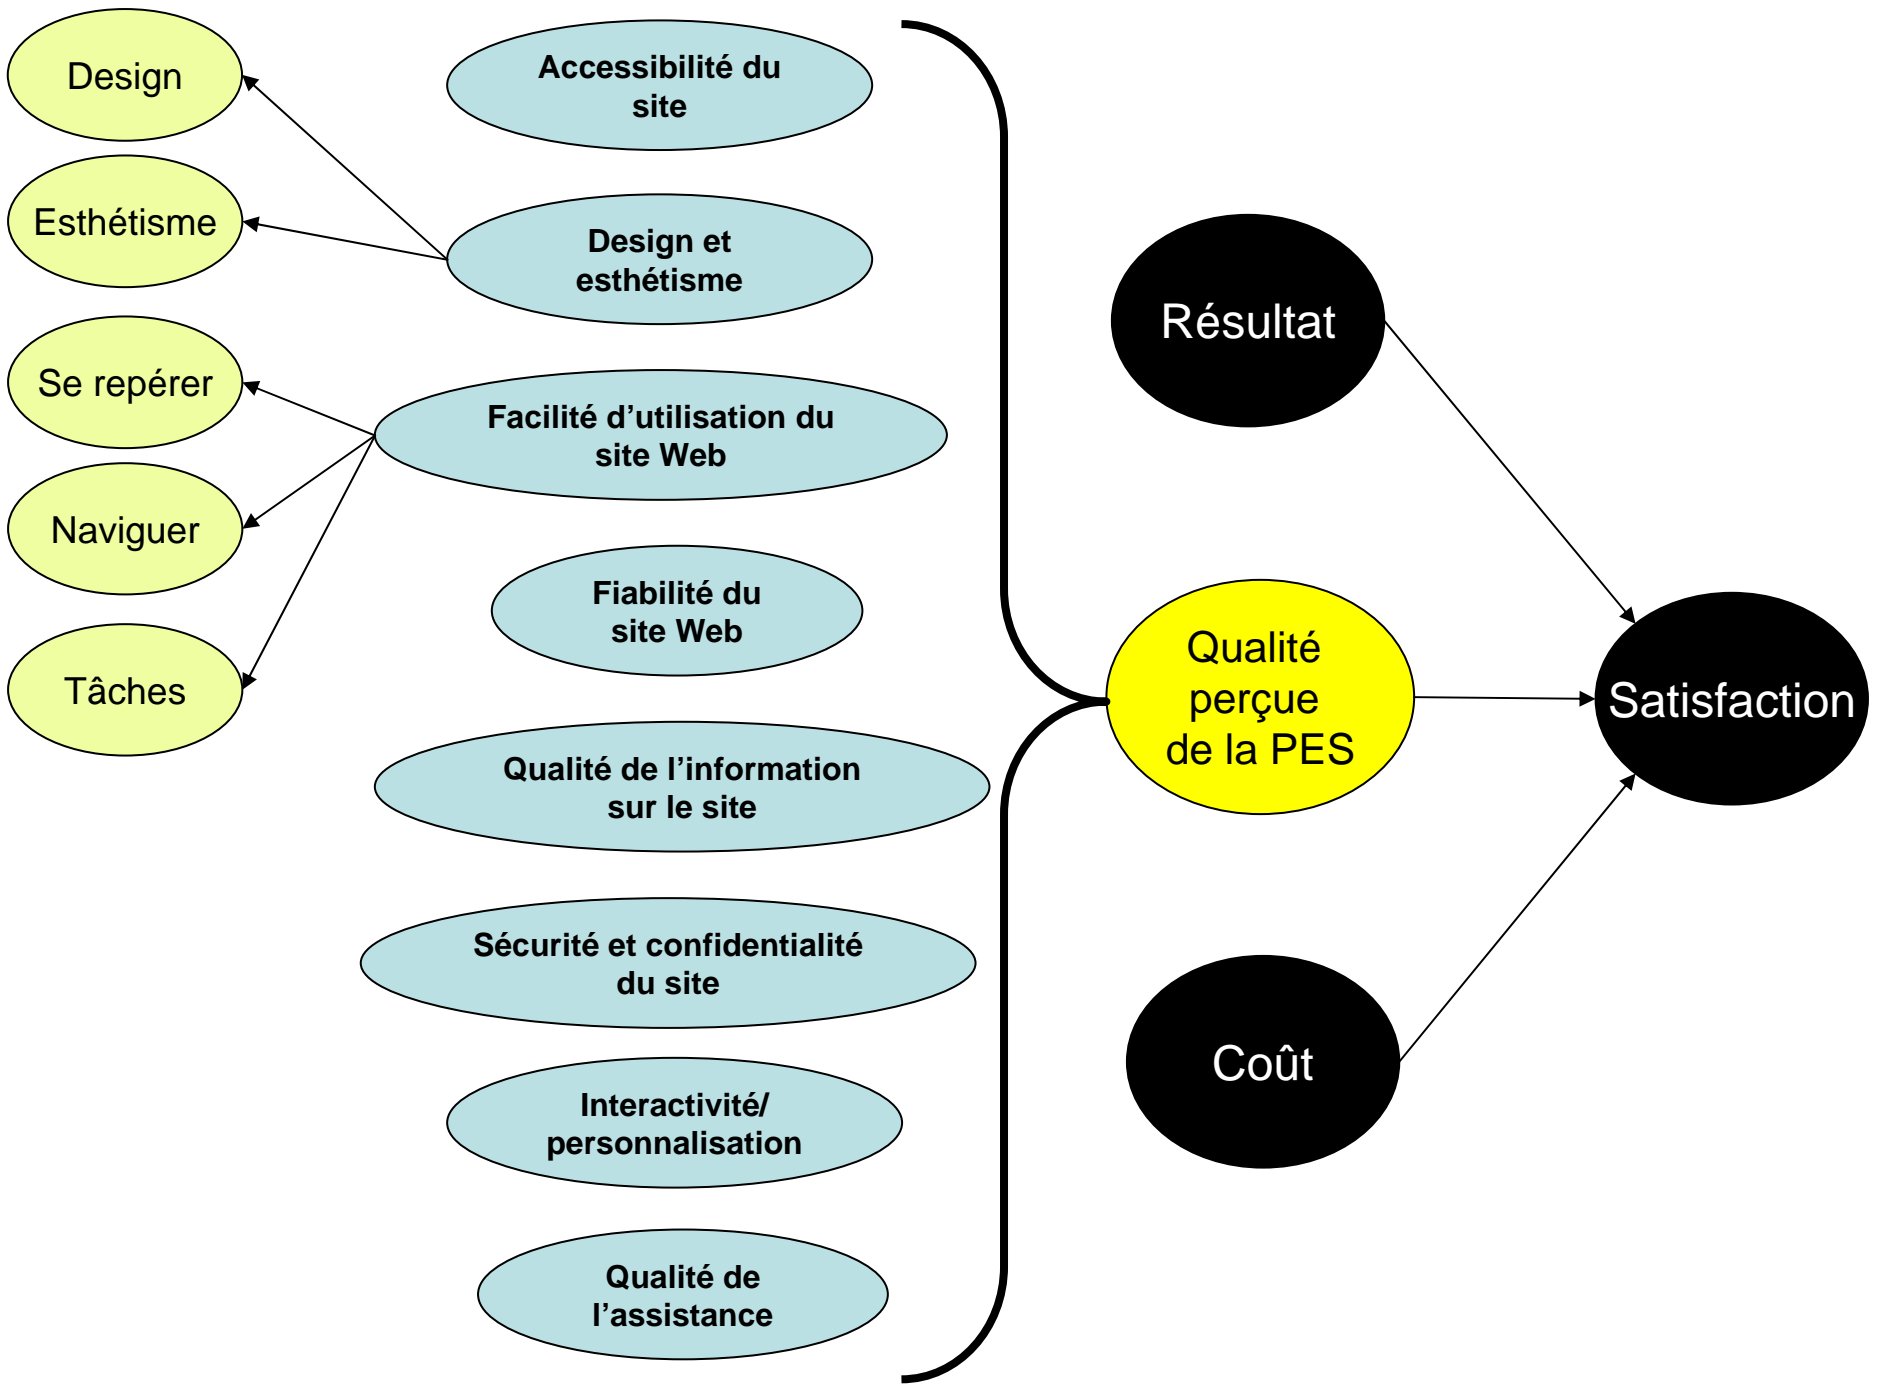 Design
Esthétisme
Se repérer
Naviguer
Tâches
Accessibilité du
site
Design et
esthétisme
Facilité d’utilisation du
site Web
Fiabilité du
site Web
Qualité de l’information
sur le site
Sécurité et confidentialité
du site
Interactivité/
personnalisation
Qualité de
l’assistance
Résultat
Qualité
perçue
de la PES
Coût
Satisfaction